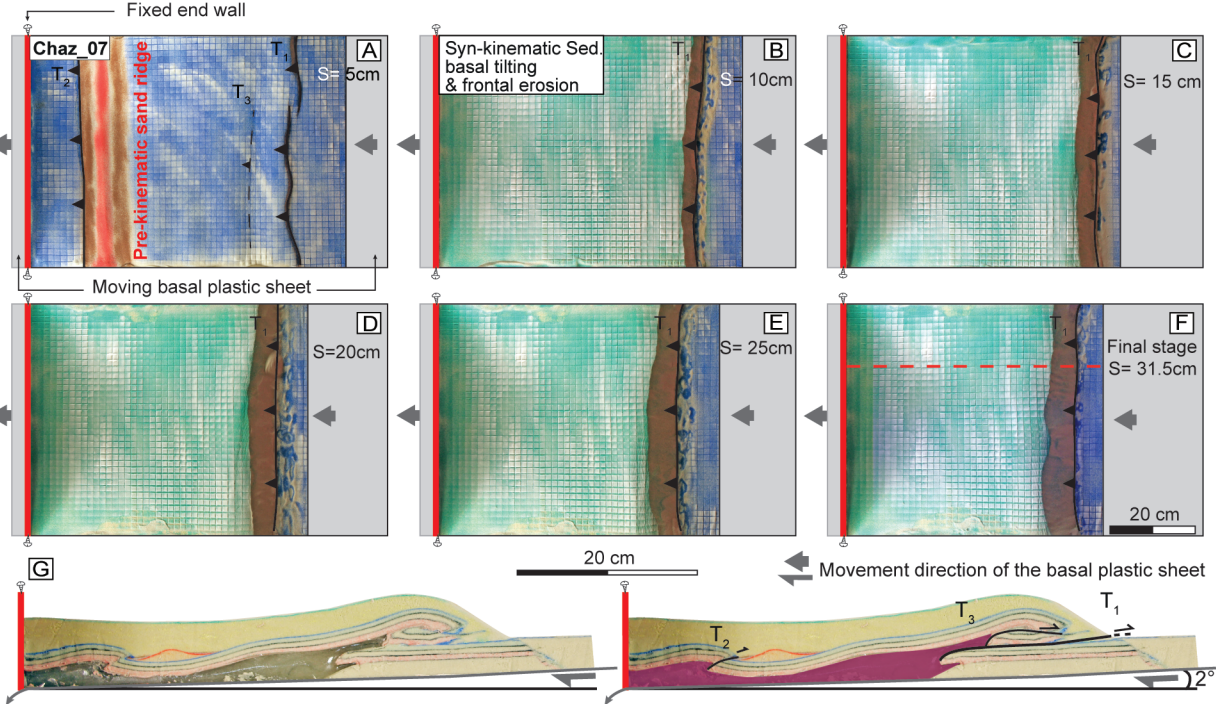 Fixed end wall
Chaz_07
A
T1
T2
S= 5cm
T3
Pre-kinematic sand ridge
Moving basal plastic sheet
Syn-kinematic Sed.
basal tilting
& frontal erosion
T1
B
S= 10cm
T1
C
S= 15 cm
T1
D
S=20cm
T1
E
S= 25cm
T1
F
Final stage
S= 31.5cm
20 cm
G
20 cm
Movement direction of the basal plastic sheet
T2
T3
T1
2°